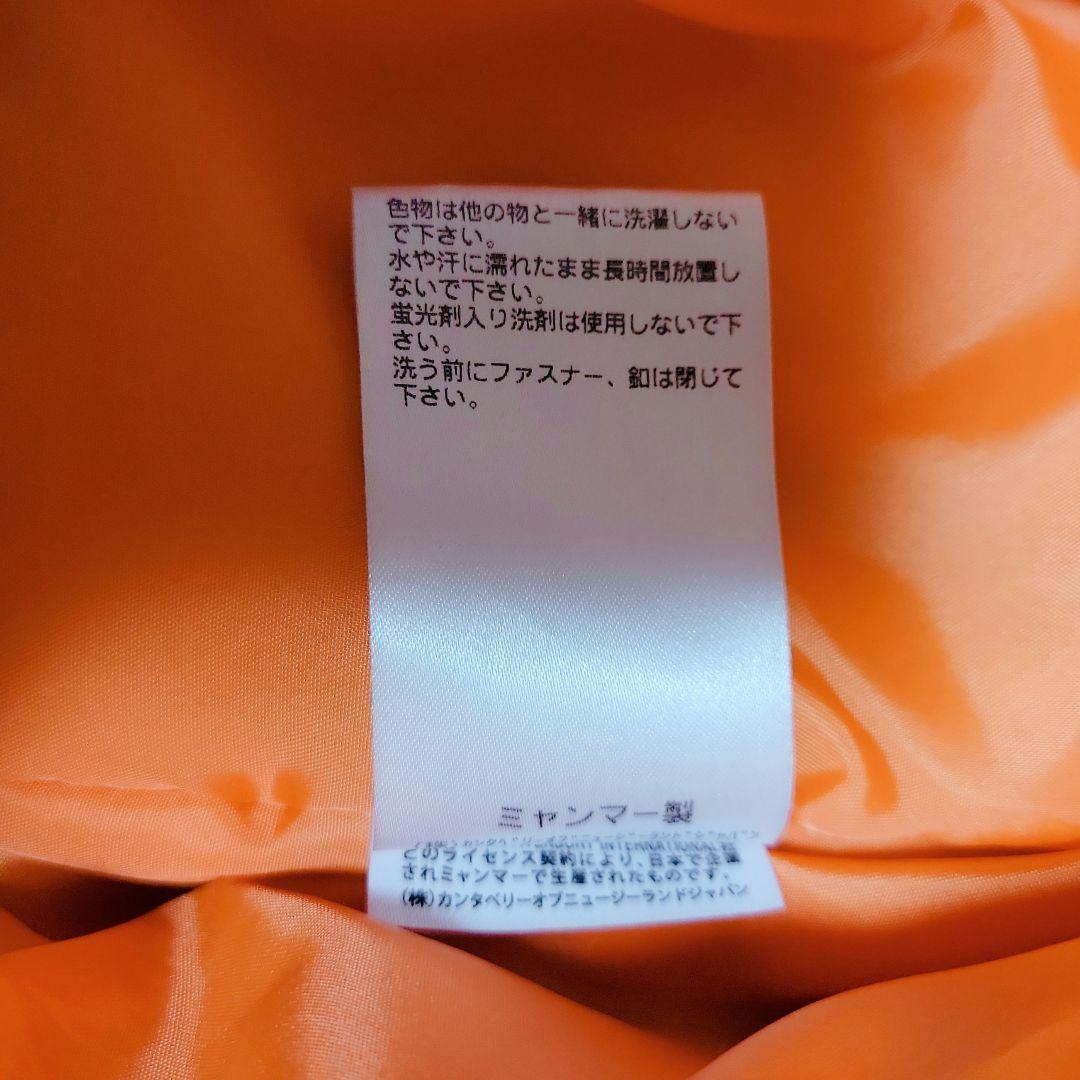 色物は他の物と一緒に洗濯しない
で下さい。
水や汗に濡れたまま長時間放置し
ないで下さい。
蛍光剤入り洗剤は使用しないで下
さい。
洗う前にファスナー、釦は閉じて
下さい。
ミャンマー製
INTERNATIONAL
このライセンス契約により、日本で企画
されミャンマーで生産されたものです。
(株)カンタベリーオブニュージーランドジャパン